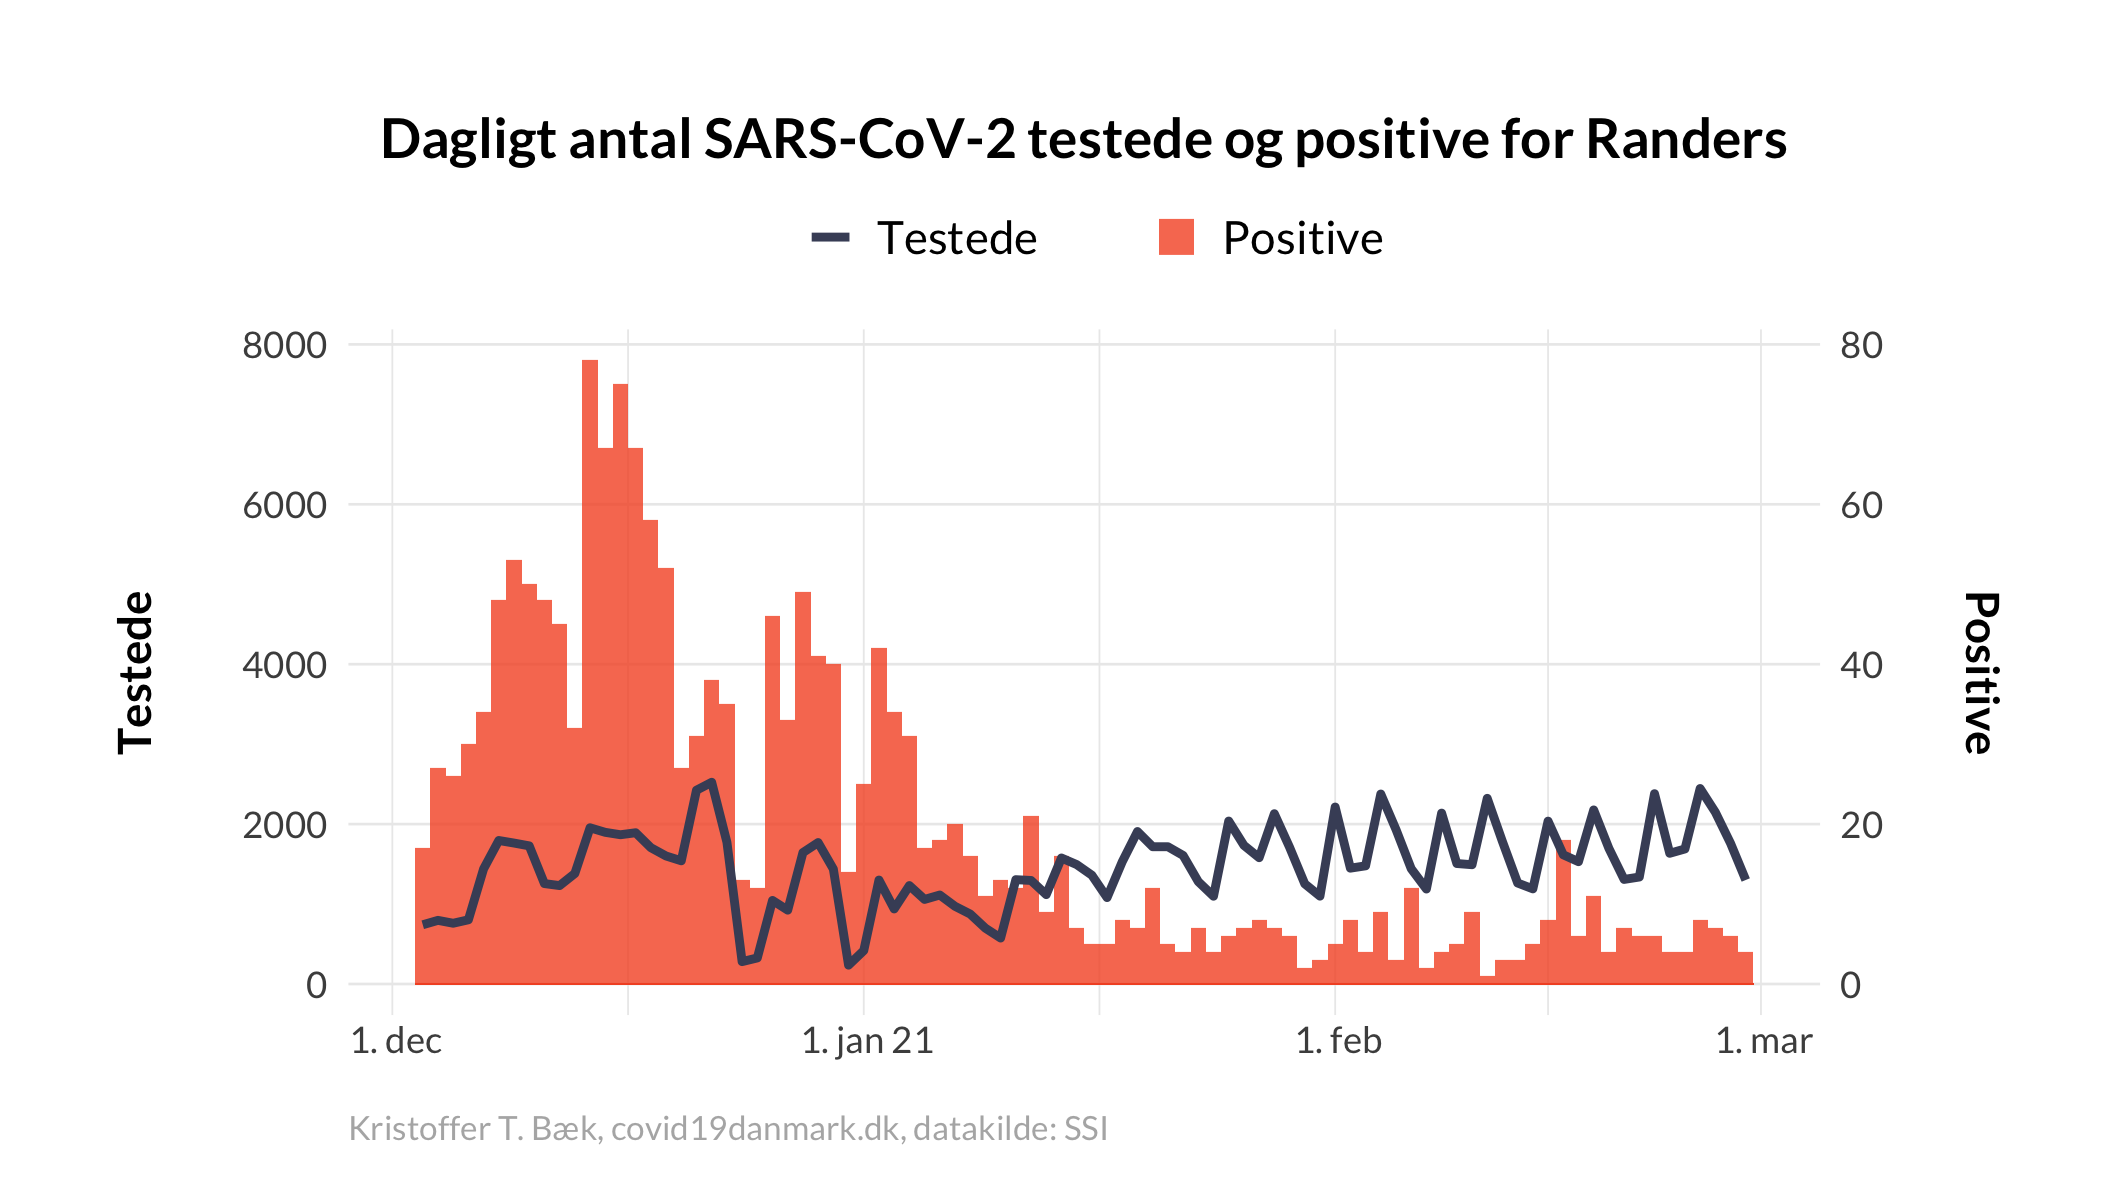 Dagligt antal SARS-CoV-2 testede og positive for Randers
Testede Positive
8000 80
6000 60
4000 40
2000 20
0 0
Testede
Positive
1. dec 1. jan 21 1. feb 1. mar
Kristoffer T. Bæk, covid19danmark.dk, datakilde: SSI